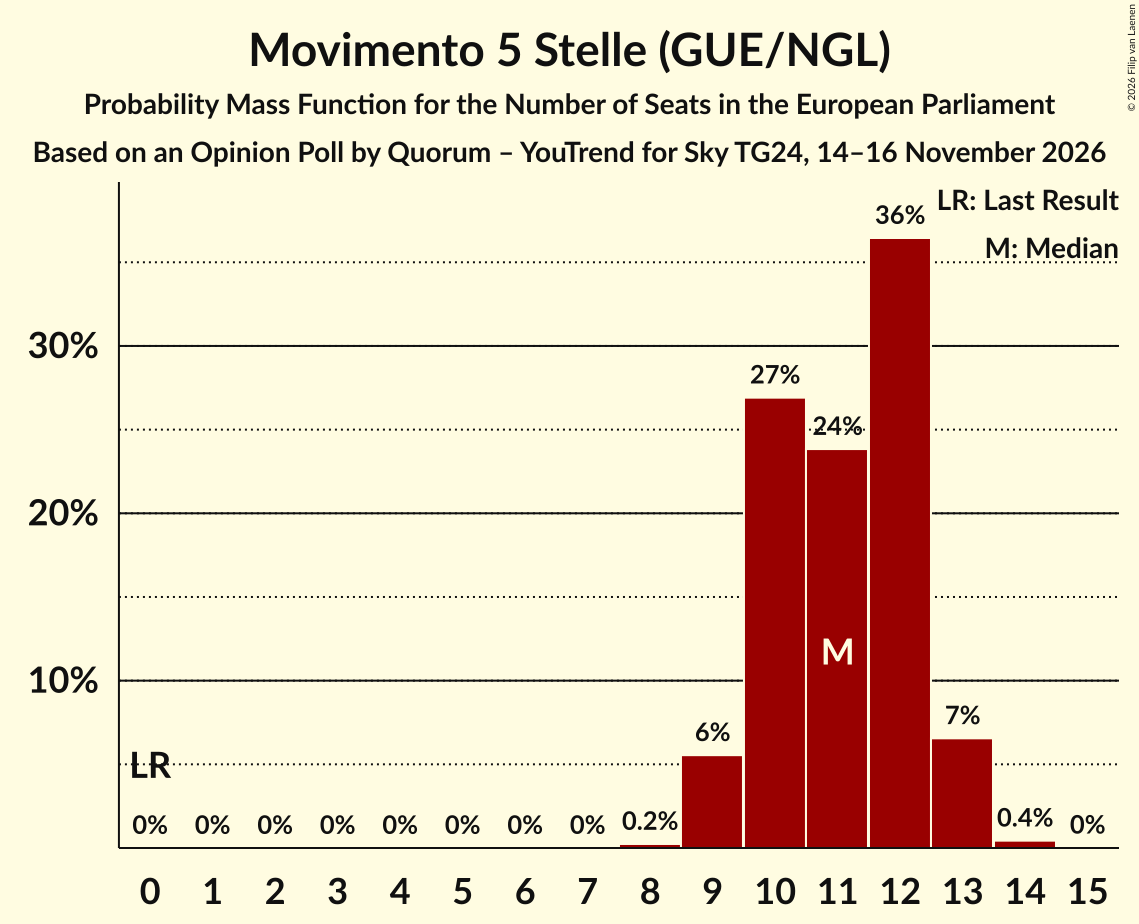 Movimento 5 Stelle (GUE/NGL)
Probability Mass Function for the Number of Seats in the European Parliament
Based on an Opinion Poll by Quorum – YouTrend for Sky TG24, 14–16 November 2026
© 2026 Filip van Laenen
LR: Last Result
M: Median
36%
30%
27%
24%
20%
M
10%
7%
6%
LR
0% 0% 0% 0% 0% 0% 0% 0% 0.2% 0.4% 0%
0 1 2 3 4 5 6 7 8 9 10 11 12 13 14 15